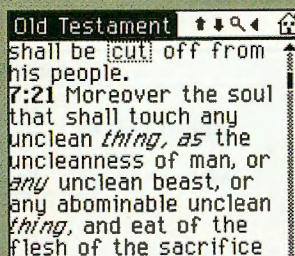 Old Testament
shall be cut off from
his people.
7:21 Moreover the soul
that shall touch any
unclean thing, as the
uncleanness of man, or
any unclean beast, or
any abominable unclean
thing, and eat of the
flesh of the sacrifice